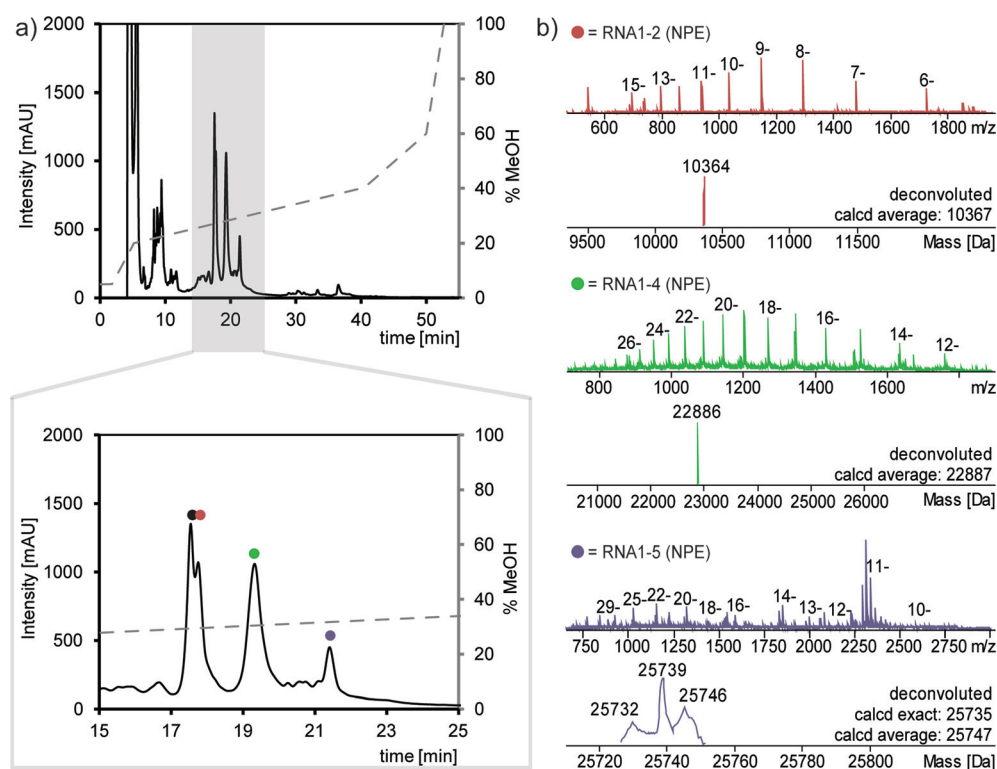 a)
2000
1500
1000
500
0
Intensity [mAU]
100
80
60
40
20
0
% MeOH
0 10 20 30 40 50
time [min]
2000
1500
1000
500
0
Intensity [mAU]
100
80
60
40
20
0
% MeOH
15 17 19 21 23 25
time [min]
b)
= RNA1-2 (NPE)
15- 13- 11- 10- 9- 8- 7- 6-
600 800 1000 1200 1400 1600 1800 m/z
10364
deconvoluted
calcd average: 10367
9500 10000 10500 11000 11500 Mass [Da]
= RNA1-4 (NPE)
26- 24- 22- 20- 18- 16- 14- 12-
800 1000 1200 1400 1600 m/z
22886
deconvoluted
calcd average: 22887
21000 22000 23000 24000 25000 26000 Mass [Da]
= RNA1-5 (NPE)
29- 25- 22- 20- 18- 16- 14- 13- 12- 11- 10-
750 1000 1250 1500 1750 2000 2250 2500 2750 m/z
25739
25732 25746
deconvoluted
calcd exact: 25735
calcd average: 25747
25720 25740 25760 25780 25800 Mass [Da]